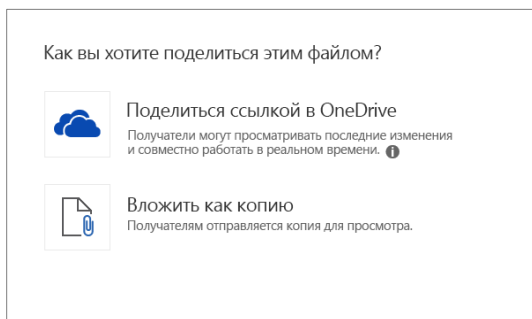 Как вы хотите поделиться этим файлом?
Поделиться ссылкой в OneDrive
Получатели могут просматривать последние изменения
и совместно работать в реальном времени.
Вложить как копию
Получателям отправляется копия для просмотра.